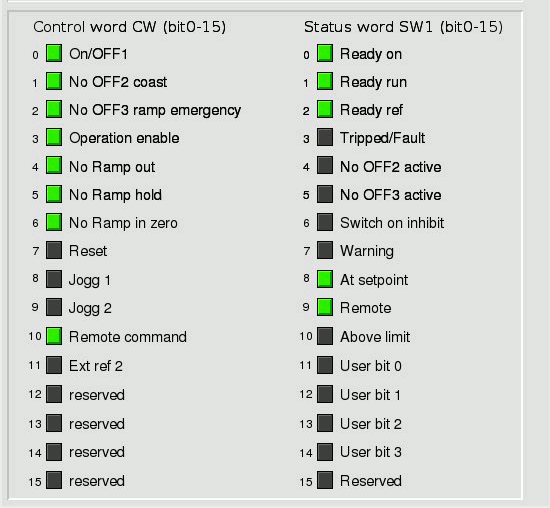 Control word CW (bit0-15)
0 On/OFF1
1 No OFF2 coast
2 No OFF3 ramp emergency
3 Operation enable
4 No Ramp out
5 No Ramp hold
6 No Ramp in zero
7 Reset
8 Jogg 1
9 Jogg 2
10 Remote command
11 Ext ref 2
12 reserved
13 reserved
14 reserved
15 reserved
Status word SW1 (bit0-15)
0 Ready on
1 Ready run
2 Ready ref
3 Tripped/Fault
4 No OFF2 active
5 No OFF3 active
6 Switch on inhibit
7 Warning
8 At setpoint
9 Remote
10 Above limit
11 User bit 0
12 User bit 1
13 User bit 2
14 User bit 3
15 Reserved